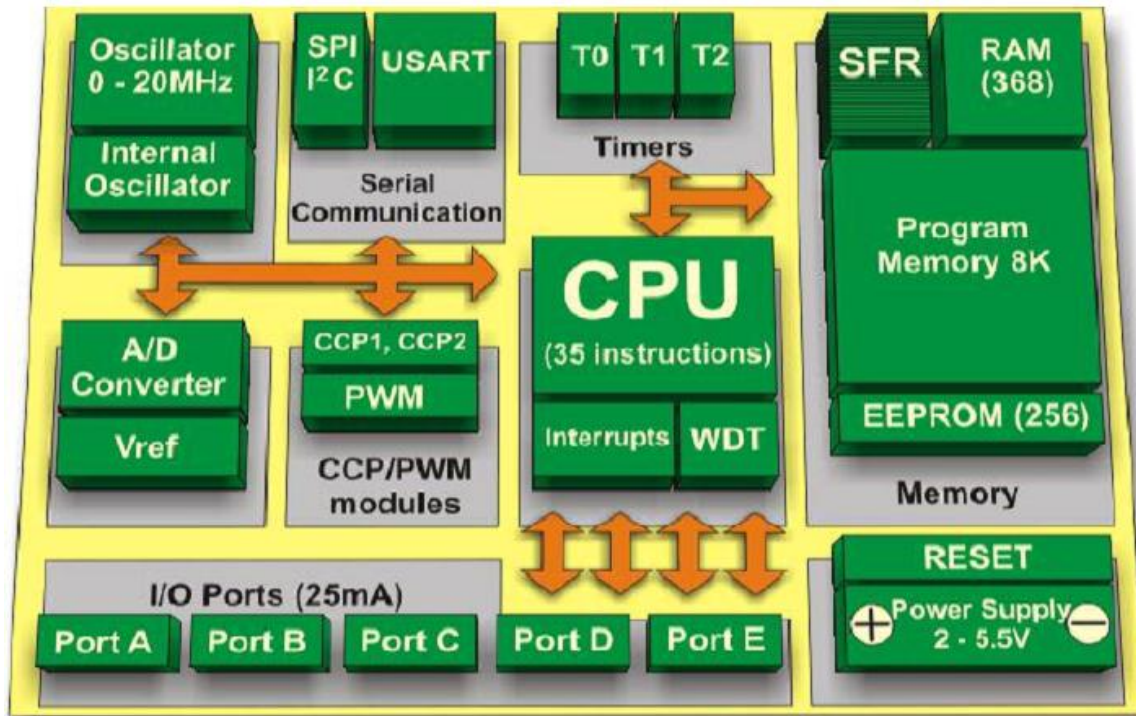 Oscillator
0 - 20MHz
Internal
Oscillator
SPI
I²C
USART
Serial
Communication
T0
T1
T2
Timers
SFR
RAM
(368)
Program
Memory 8K
EEPROM (256)
Memory
A/D
Converter
Vref
CCP1, CCP2
PWM
CCP/PWM
modules
CPU
(35 instructions)
Interrupts
WDT
I/O Ports (25mA)
Port A
Port B
Port C
Port D
Port E
RESET
+
Power Supply
2 - 5.5V
−